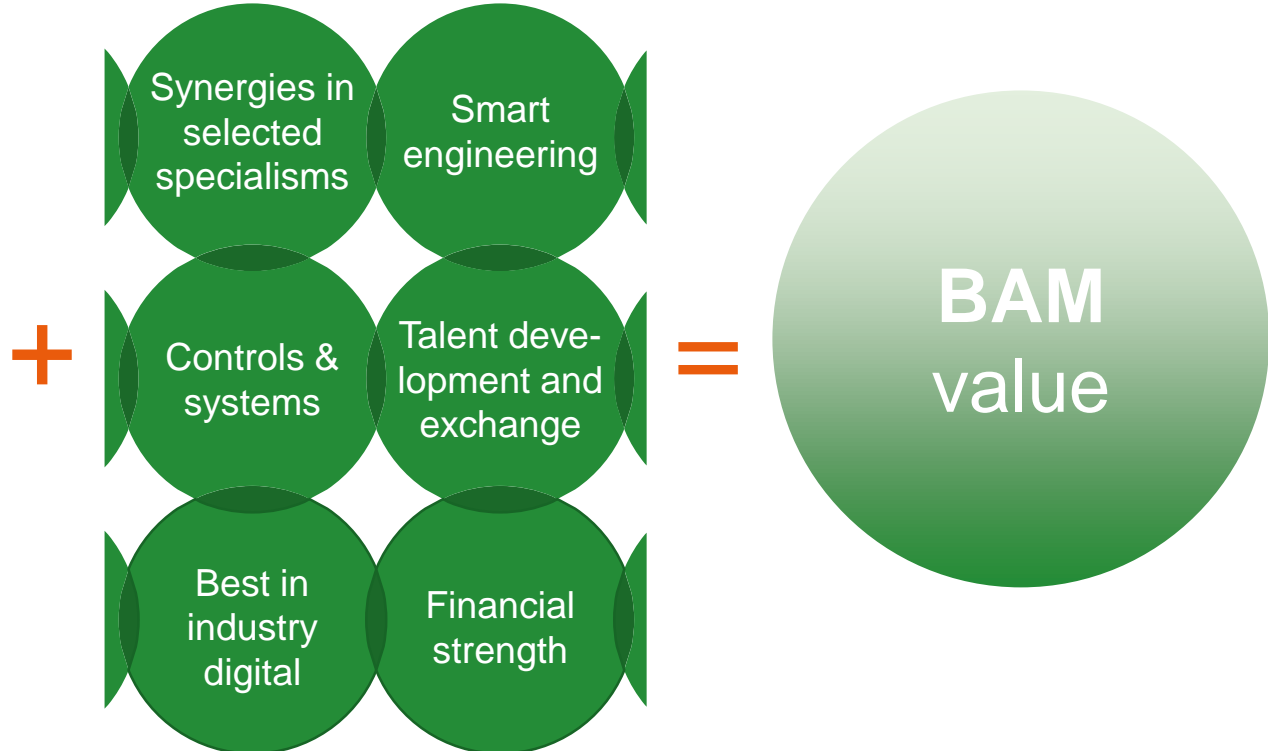 Synergies in
selected
specialisms
Smart
engineering
+
Controls &
systems
Talent deve-
lopment and
exchange
=
BAM
value
Best in
industry
digital
Financial
strength